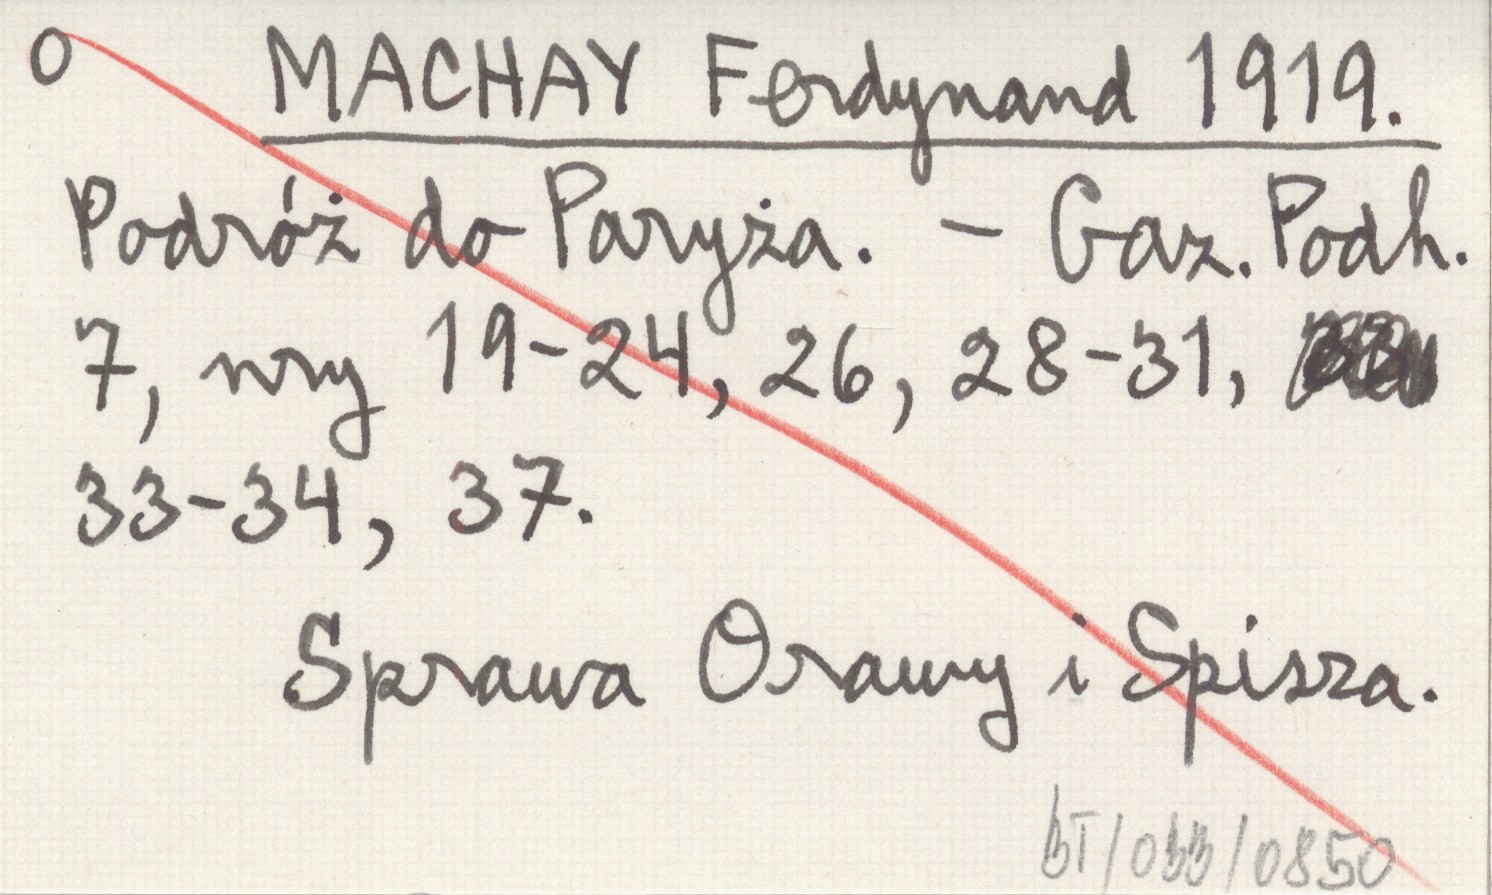 O MACHAY Ferdynand 1919.
Podróż do Paryża. – Gaz. Podh.
7, nry 19-24, 26, 28-31,
33-34, 37.
Sprawa Orawy i Spisza.
BT/033/0850